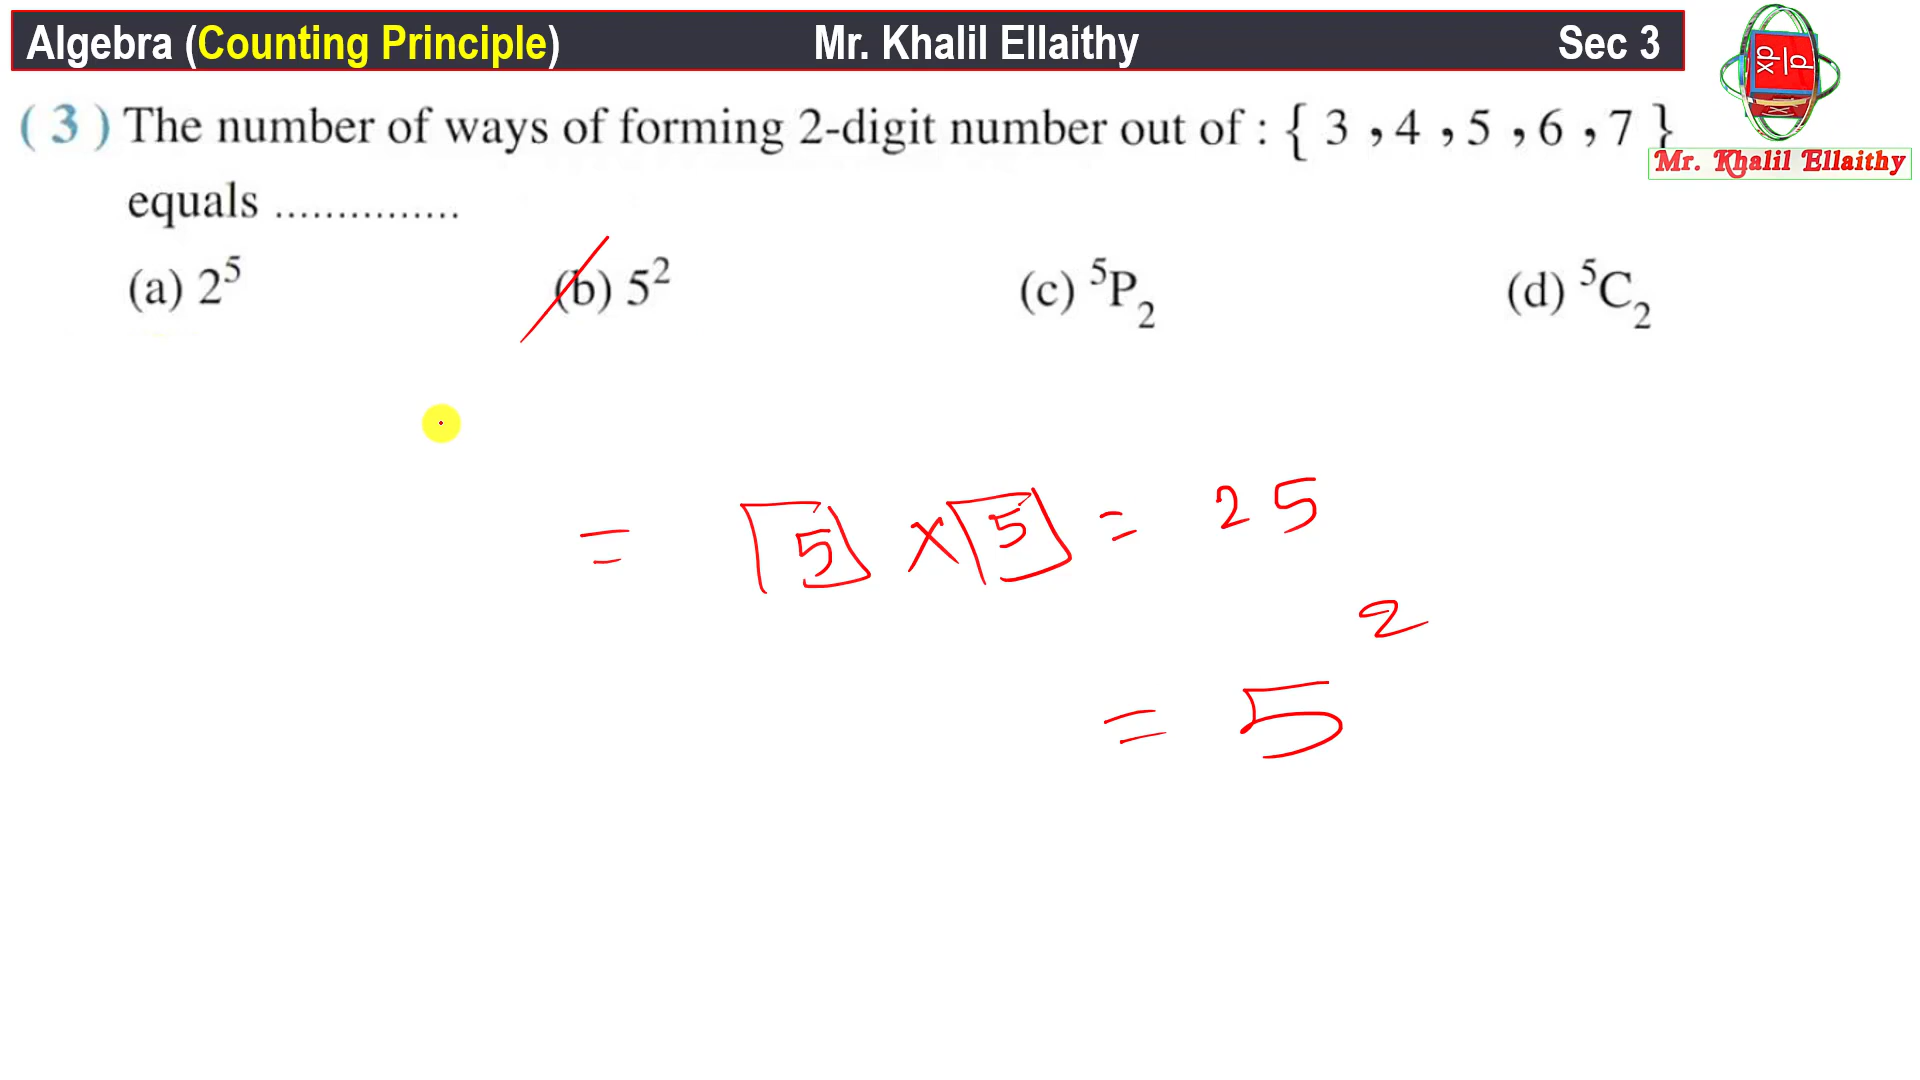 Algebra (Counting Principle) Mr. Khalil Ellaithy Sec 3
d/dx
Mr. Khalil Ellaithy
( 3 ) The number of ways of forming 2-digit number out of : { 3 , 4 , 5 , 6 , 7 }
equals ...............
(a) 2⁵ (b) 5² (c) ⁵P₂ (d) ⁵C₂
= 5 × 5 = 25
= 5²